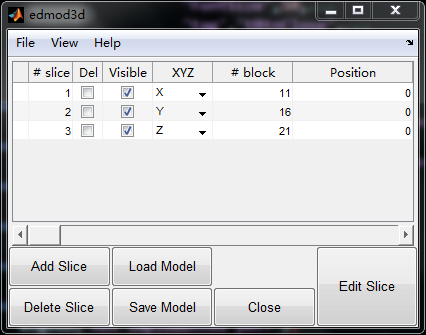 edmod3d
File View Help
# slice Del Visible XYZ # block Position
1 X 11 0
2 Y 16 0
3 Z 21 0
Add Slice Load Model
Edit Slice
Delete Slice Save Model Close